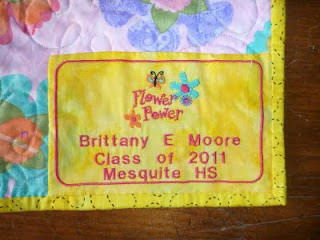 Flower
Power
Brittany E Moore
Class of 2011
Mesquite HS